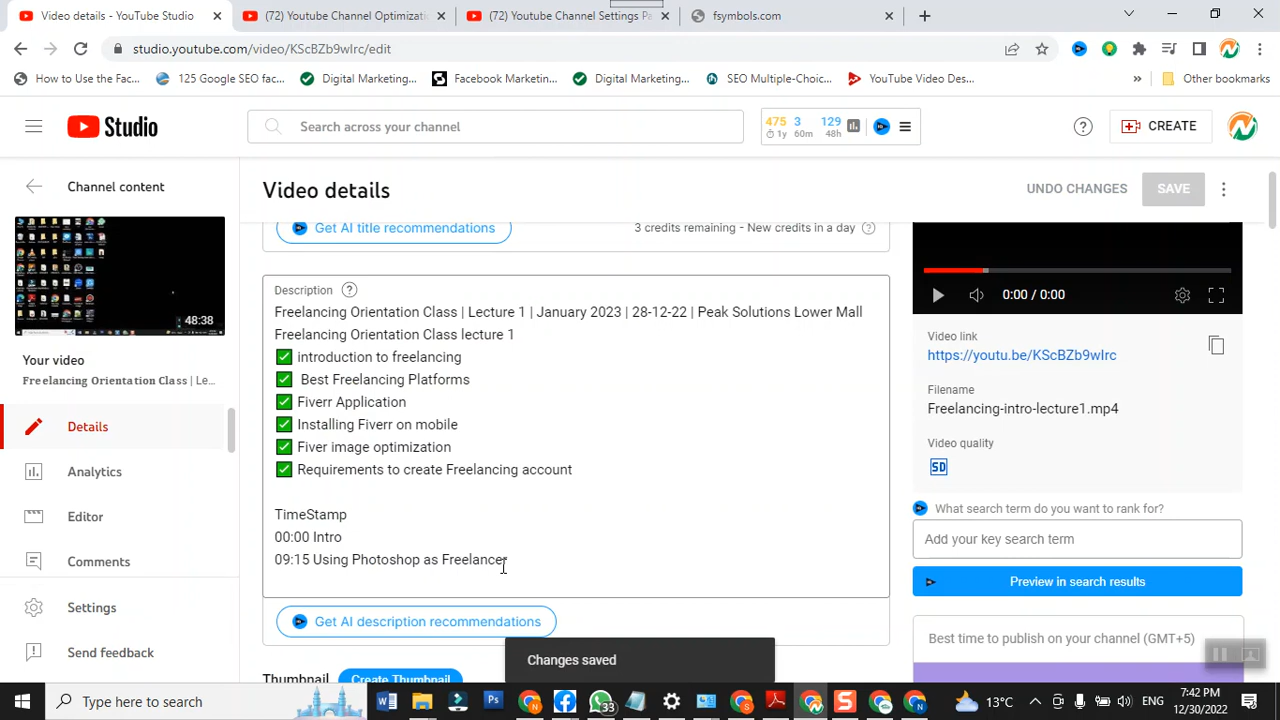 Video details - YouTube Studio
(72) Youtube Channel Optimizati
(72) Youtube Channel Settings Pa
fsymbols.com
studio.youtube.com/video/KScBZb9wIrc/edit
How to Use the Fac...
125 Google SEO fac...
Digital Marketing...
Facebook Marketin...
Digital Marketing...
SEO Multiple-Choic...
YouTube Video Des...
Other bookmarks
Studio
Search across your channel
475 3 129
1y 60m 48h
CREATE
Channel content
Video details
UNDO CHANGES
SAVE
48:38
Your video
Freelancing Orientation Class | Le...
Details
Analytics
Editor
Comments
Settings
Send feedback
Get AI title recommendations
3 credits remaining - New credits in a day
Description
Freelancing Orientation Class | Lecture 1 | January 2023 | 28-12-22 | Peak Solutions Lower Mall
Freelancing Orientation Class lecture 1
✅ introduction to freelancing
✅ Best Freelancing Platforms
✅ Fiverr Application
✅ Installing Fiverr on mobile
✅ Fiver image optimization
✅ Requirements to create Freelancing account
TimeStamp
00:00 Intro
09:15 Using Photoshop as Freelancer
Get AI description recommendations
Thumbnail
Create Thumbnail
Changes saved
0:00 / 0:00
Video link
https://youtu.be/KScBZb9wIrc
Filename
Freelancing-intro-lecture1.mp4
Video quality
SD
What search term do you want to rank for?
Add your key search term
Preview in search results
Best time to publish on your channel (GMT+5)
Type here to search
33
13°C
ENG
7:42 PM
12/30/2022